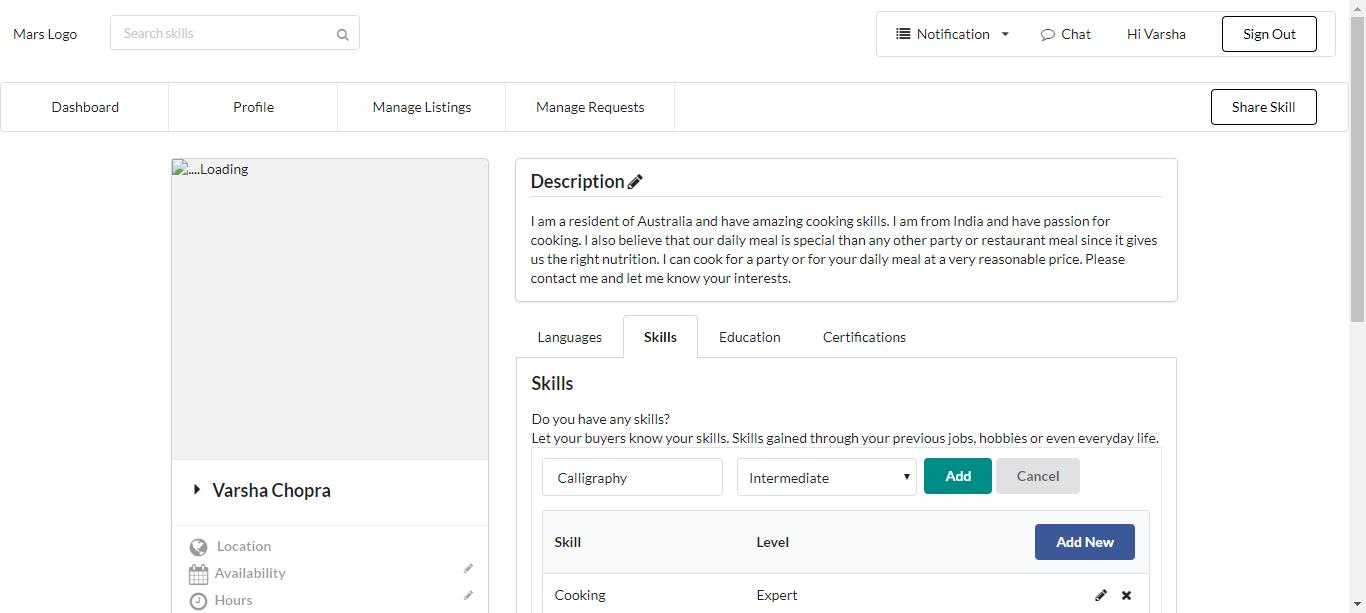 Mars Logo
Search skills
Notification
Chat
Hi Varsha
Sign Out
Dashboard
Profile
Manage Listings
Manage Requests
Share Skill
....Loading
Description
I am a resident of Australia and have amazing cooking skills. I am from India and have passion for
cooking. I also believe that our daily meal is special than any other party or restaurant meal since it gives
us the right nutrition. I can cook for a party or for your daily meal at a very reasonable price. Please
contact me and let me know your interests.
Languages
Skills
Education
Certifications
Skills
Do you have any skills?
Let your buyers know your skills. Skills gained through your previous jobs, hobbies or even everyday life.
Calligraphy
Intermediate
Add
Cancel
Skill
Level
Add New
Cooking
Expert
Varsha Chopra
Location
Availability
Hours